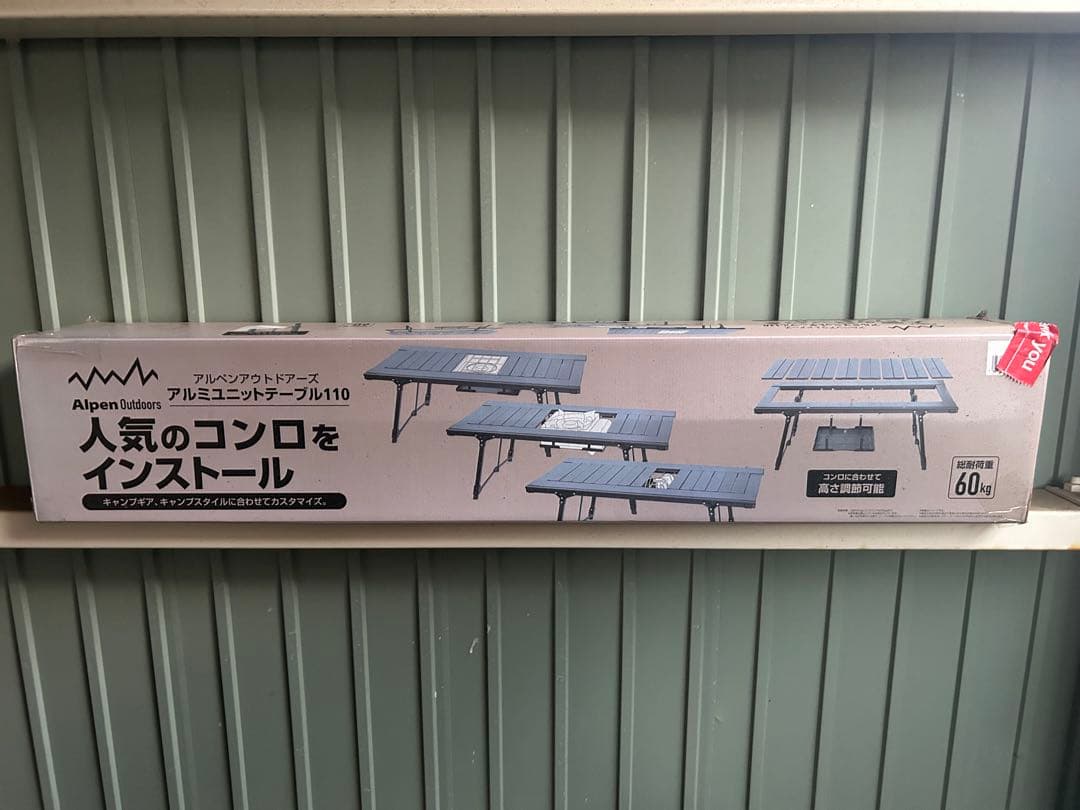 Alpen Outdoors
アルペンアウトドアーズ
アルミユニットテーブル110
人気のコンロを
インストール
キャンプギア、キャンプスタイルに合わせてカスタマイズ。
コンロに合わせて
高さ調節可能
総耐荷重
60kg
you